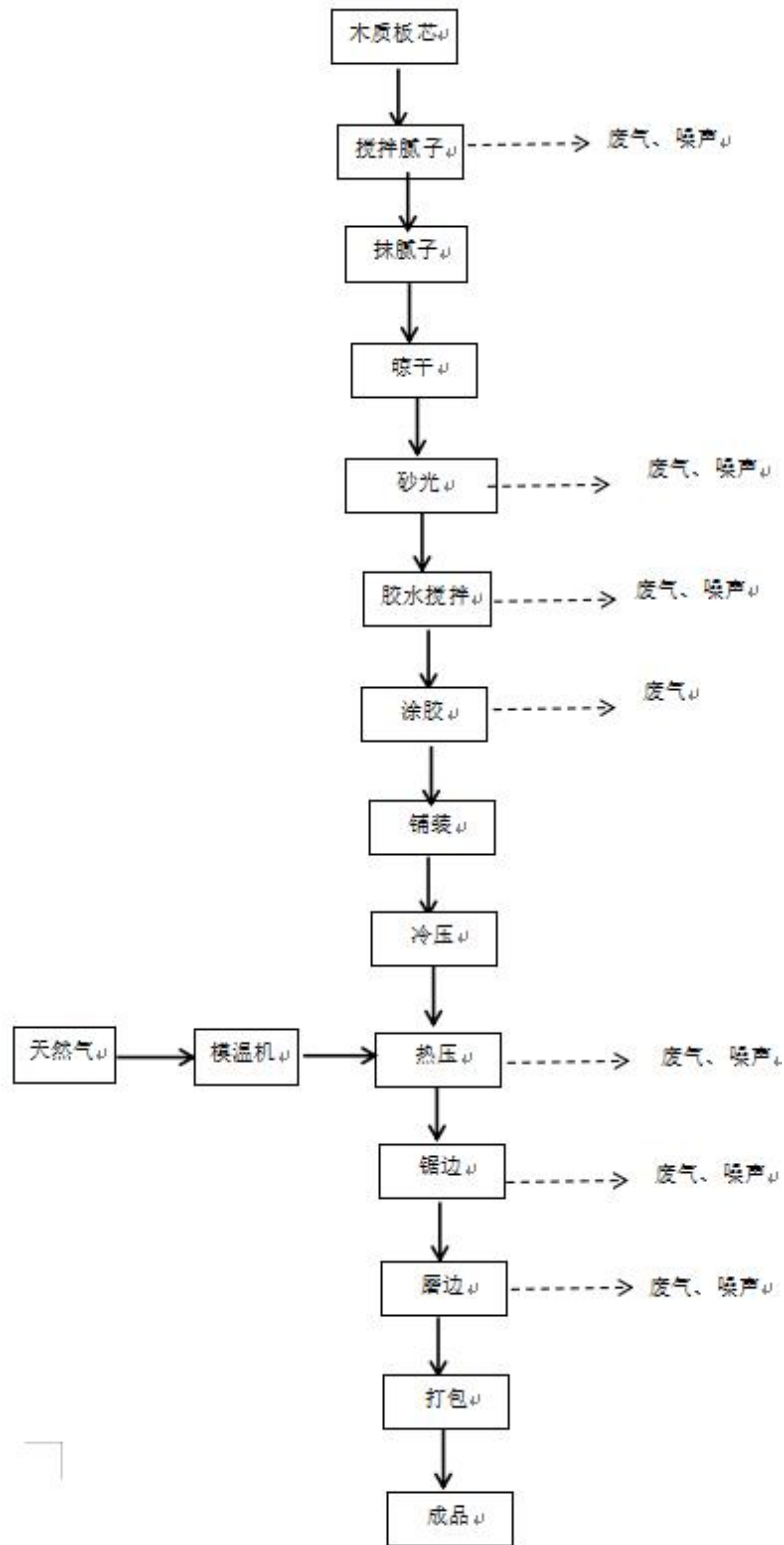 木质板芯
搅拌腻子 废气、噪声
抹腻子
晾干
砂光 废气、噪声
胶水搅拌 废气、噪声
涂胶 废气
铺装
冷压
天然气 模温机 热压 废气、噪声
锯边 废气、噪声
磨边 废气、噪声
打包
成品